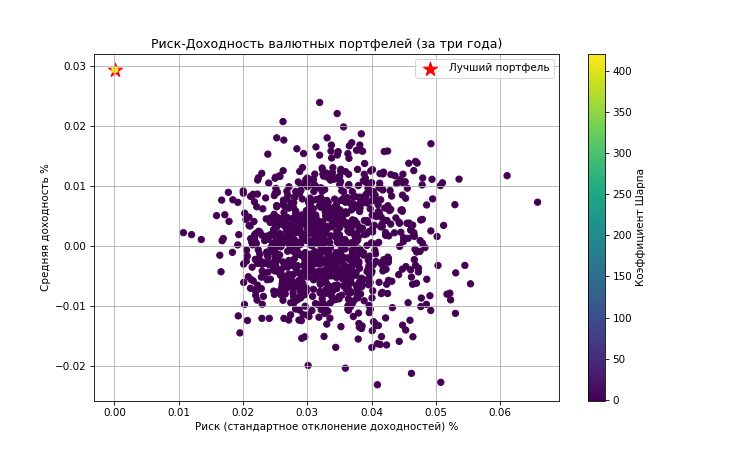 Риск-Доходность валютных портфелей (за три года)
Лучший портфель
Средняя доходность %
0.03
0.02
0.01
0.00
−0.01
−0.02
0.00 0.01 0.02 0.03 0.04 0.05 0.06
Риск (стандартное отклонение доходностей) %
400
350
300
250
200
150
100
50
0
Коэффициент Шарпа